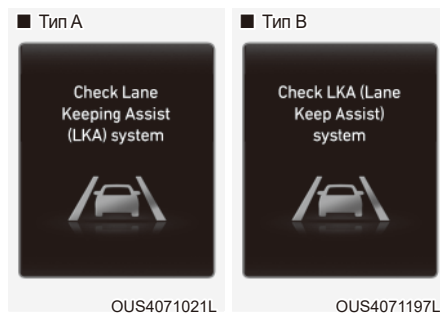 ■ Тип A
Check Lane
Keeping Assist
(LKA) system
OUS4071021L
■ Тип B
Check LKA (Lane
Keep Assist)
system
OUS4071197L